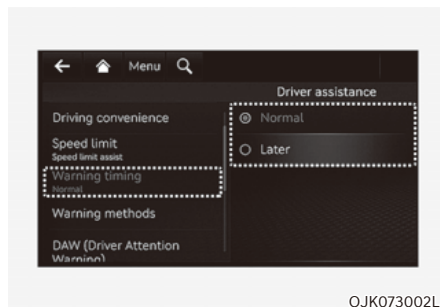 Menu
Driver assistance
Driving convenience
Normal
Speed limit
Speed limit assist
Later
Warning timing
Normal
Warning methods
DAW (Driver Attention
Warning)
OJK073002L